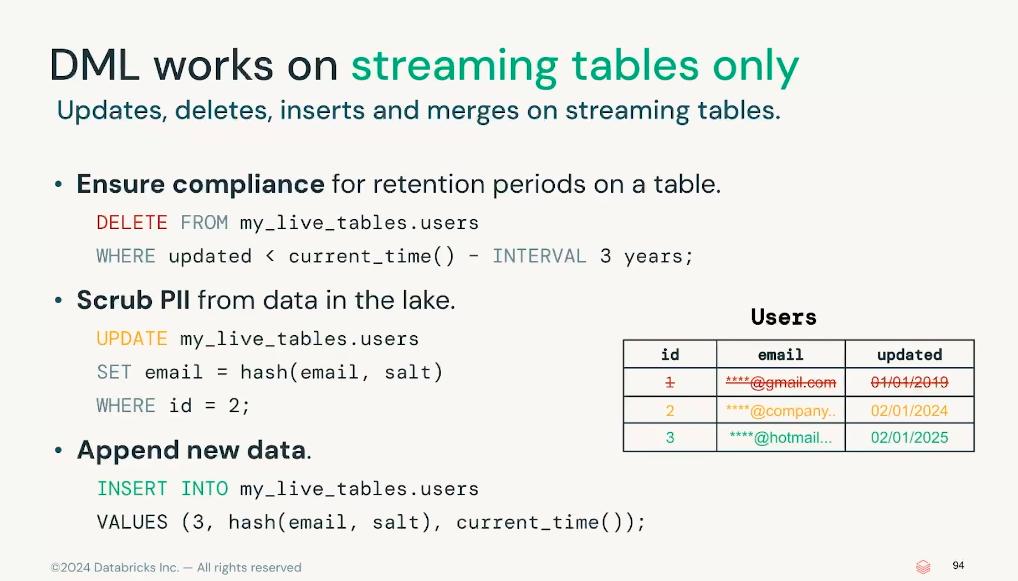 DML works on streaming tables only
Updates, deletes, inserts and merges on streaming tables.
• Ensure compliance for retention periods on a table.
DELETE FROM my_live_tables.users
WHERE updated < current_time() - INTERVAL 3 years;
• Scrub PII from data in the lake.
UPDATE my_live_tables.users
SET email = hash(email, salt)
WHERE id = 2;
• Append new data.
INSERT INTO my_live_tables.users
VALUES (3, hash(email, salt), current_time());
Users
id email updated
1 ****@gmail.com 01/01/2019
2 ****@company.. 02/01/2024
3 ****@hotmail... 02/01/2025
©2024 Databricks Inc. — All rights reserved
94